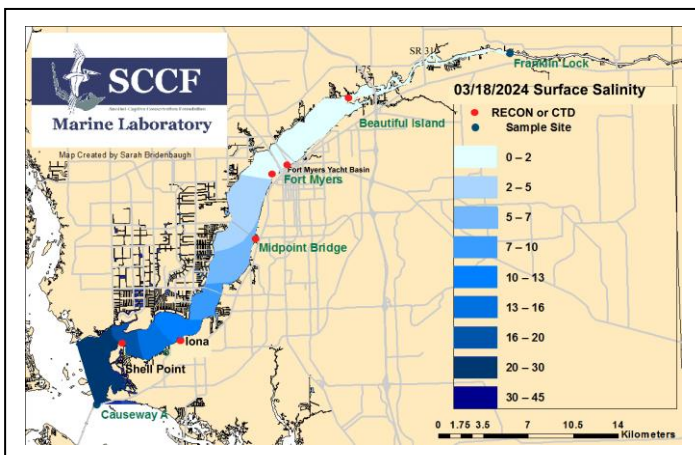 SCCF
Sanibel-Captiva Conservation Foundation
Marine Laboratory
Map Created by Sarah Bridenbaugh
I-75
SR 31
Franklin Lock
Beautiful Island
Fort Myers Yacht Basin
Fort Myers
Midpoint Bridge
Iona
Shell Point
Causeway A
03/18/2024 Surface Salinity
RECON or CTD
Sample Site
0 – 2
2 – 5
5 – 7
7 – 10
10 – 13
13 – 16
16 – 20
20 – 30
30 – 45
0 1.75 3.5 7 10.5 14
Kilometers